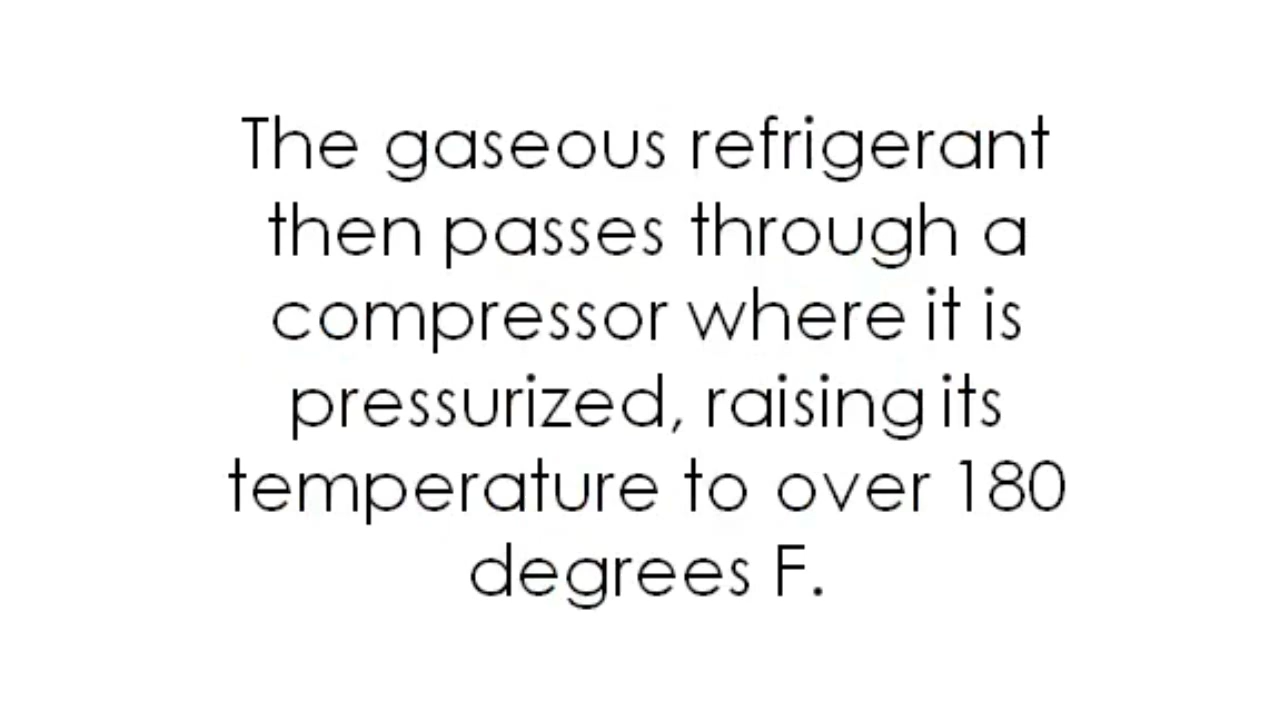 The gaseous refrigerant
then passes through a
compressor where it is
pressurized, raising its
temperature to over 180
degrees F.